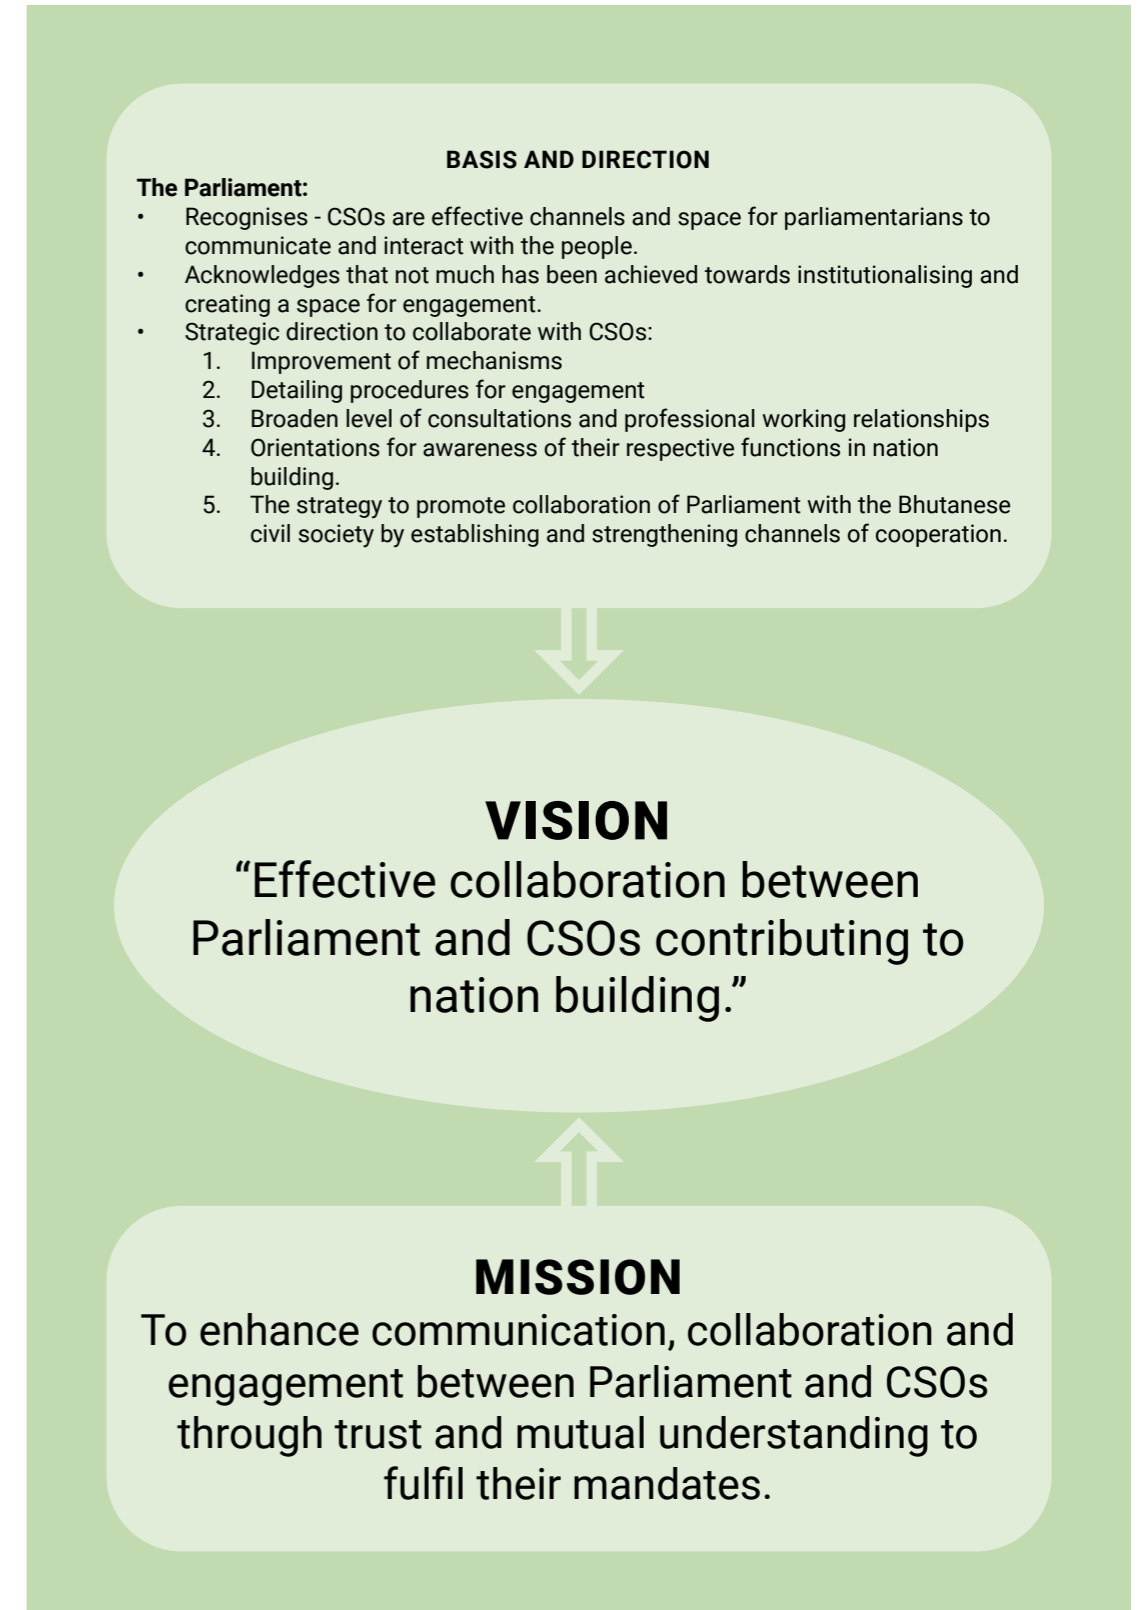 BASIS AND DIRECTION
The Parliament:
• Recognises - CSOs are effective channels and space for parliamentarians to
communicate and interact with the people.
• Acknowledges that not much has been achieved towards institutionalising and
creating a space for engagement.
• Strategic direction to collaborate with CSOs:
1. Improvement of mechanisms
2. Detailing procedures for engagement
3. Broaden level of consultations and professional working relationships
4. Orientations for awareness of their respective functions in nation
building.
5. The strategy to promote collaboration of Parliament with the Bhutanese
civil society by establishing and strengthening channels of cooperation.
VISION
“Effective collaboration between
Parliament and CSOs contributing to
nation building.”
MISSION
To enhance communication, collaboration and
engagement between Parliament and CSOs
through trust and mutual understanding to
fulfil their mandates.